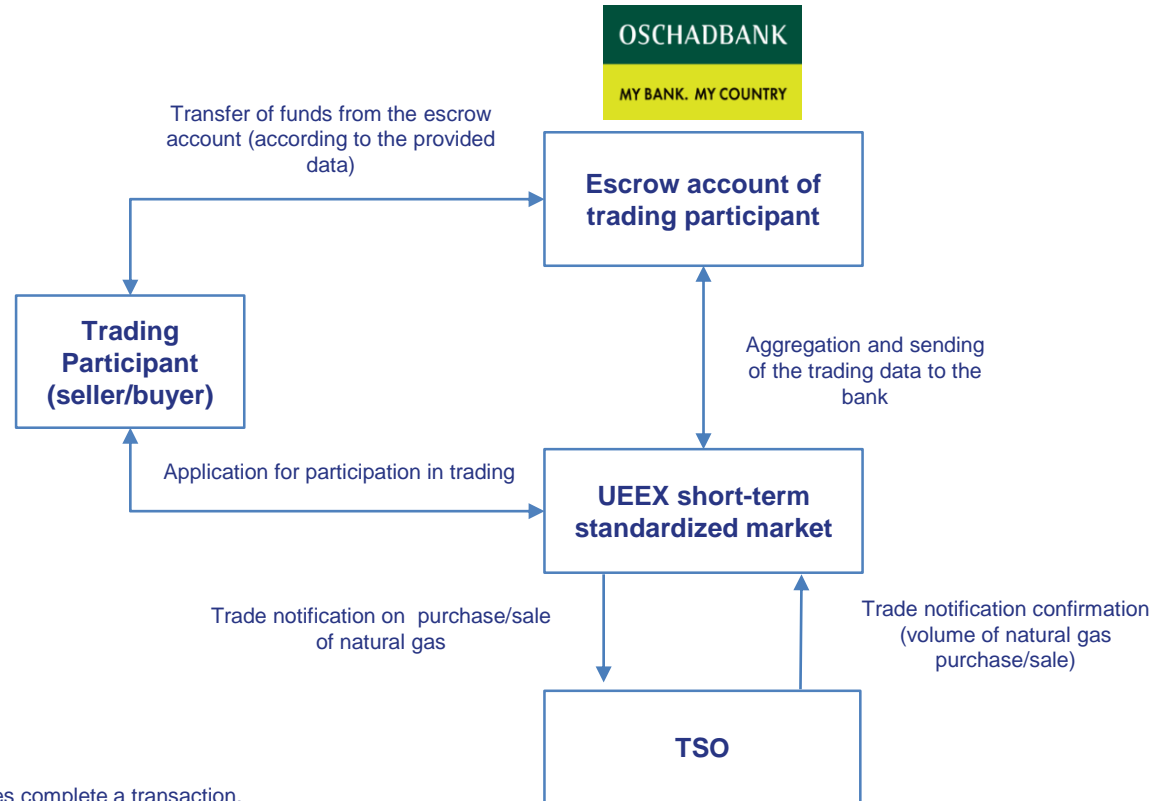 OSCHADBANK
MY BANK. MY COUNTRY
Transfer of funds from the escrow
account (according to the provided
data)
Escrow account of
trading participant
Trading
Participant
(seller/buyer)
Aggregation and sending
of the trading data to the
bank
Application for participation in trading
UEEX short-term
standardized market
Trade notification on purchase/sale
of natural gas
Trade notification confirmation
(volume of natural gas
purchase/sale)
TSO
complete a transaction.